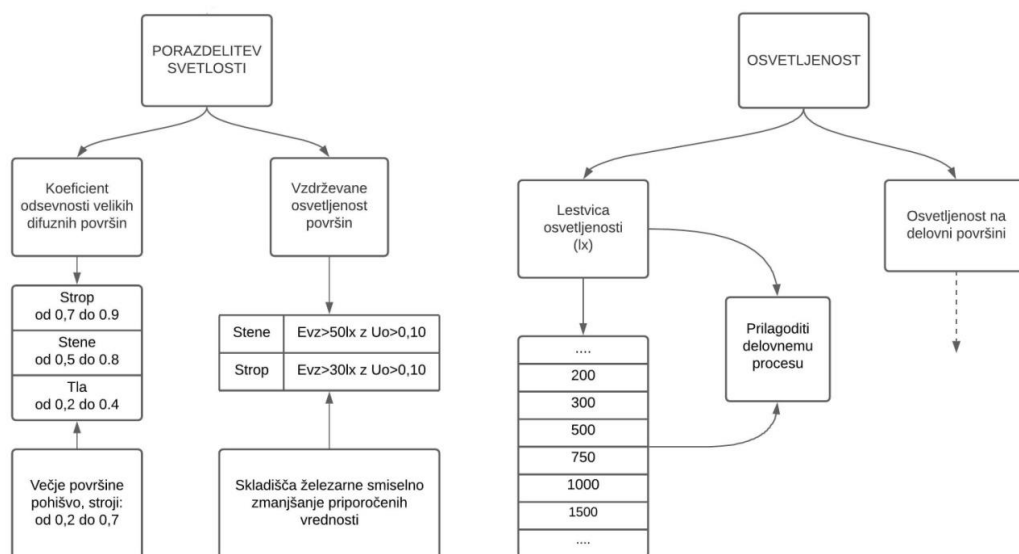 PORAZDELITEV
SVETLOSTI
Koeficient
odsevnosti velikih
difuznih površin
Vzdrževane
osvetljenost
površin
Strop
od 0,7 do 0.9
Stene
od 0,5 do 0.8
Tla
od 0,2 do 0.4
Stene
Evz>50lx z Uo>0,10
Strop
Evz>30lx z Uo>0,10
Večje površine
pohišvo, stroji:
od 0,2 do 0,7
Skladišča železarne smiselno
zmanjšanje priporočenih
vrednosti
OSVETLJENOST
Lestvica
osvetljenosti
(lx)
Osvetljenost na
delovni površini
Prilagoditi
delovnemu
procesu
....
200
300
500
750
1000
1500
....